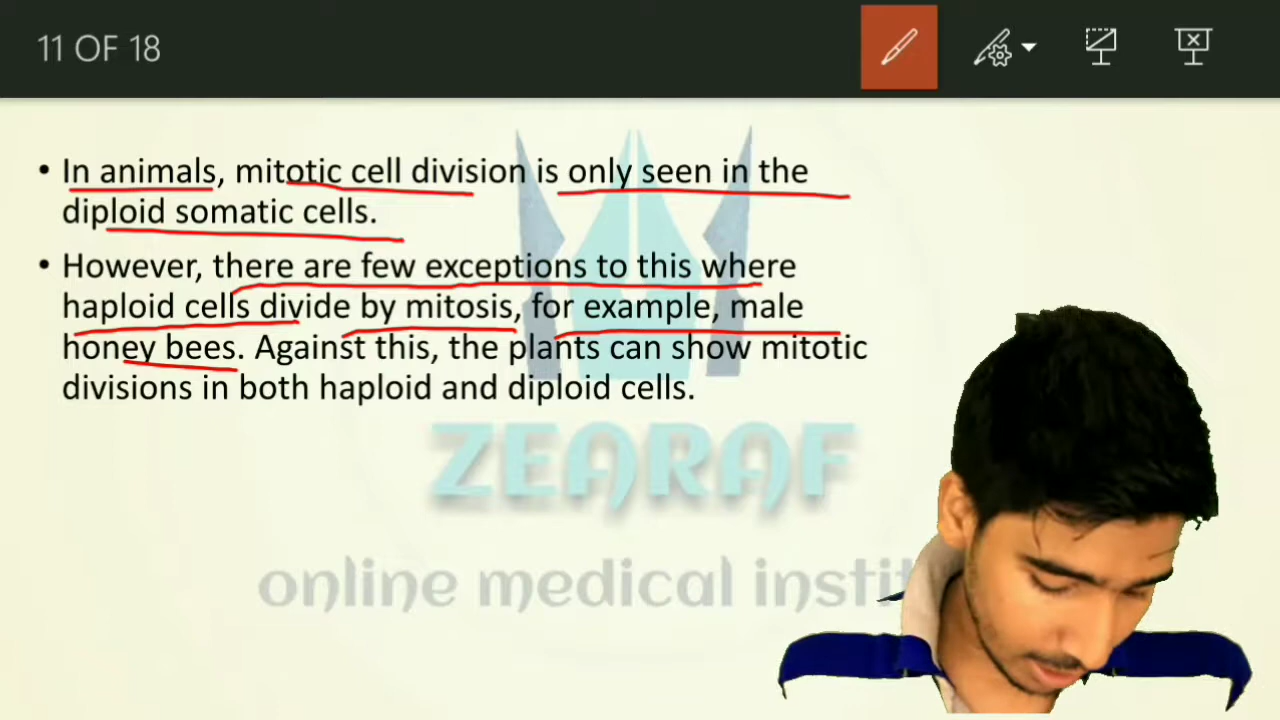 11 OF 18
• In animals, mitotic cell division is only seen in the
diploid somatic cells.
• However, there are few exceptions to this where
haploid cells divide by mitosis, for example, male
honey bees. Against this, the plants can show mitotic
divisions in both haploid and diploid cells.
ZEARAF
online medical instit